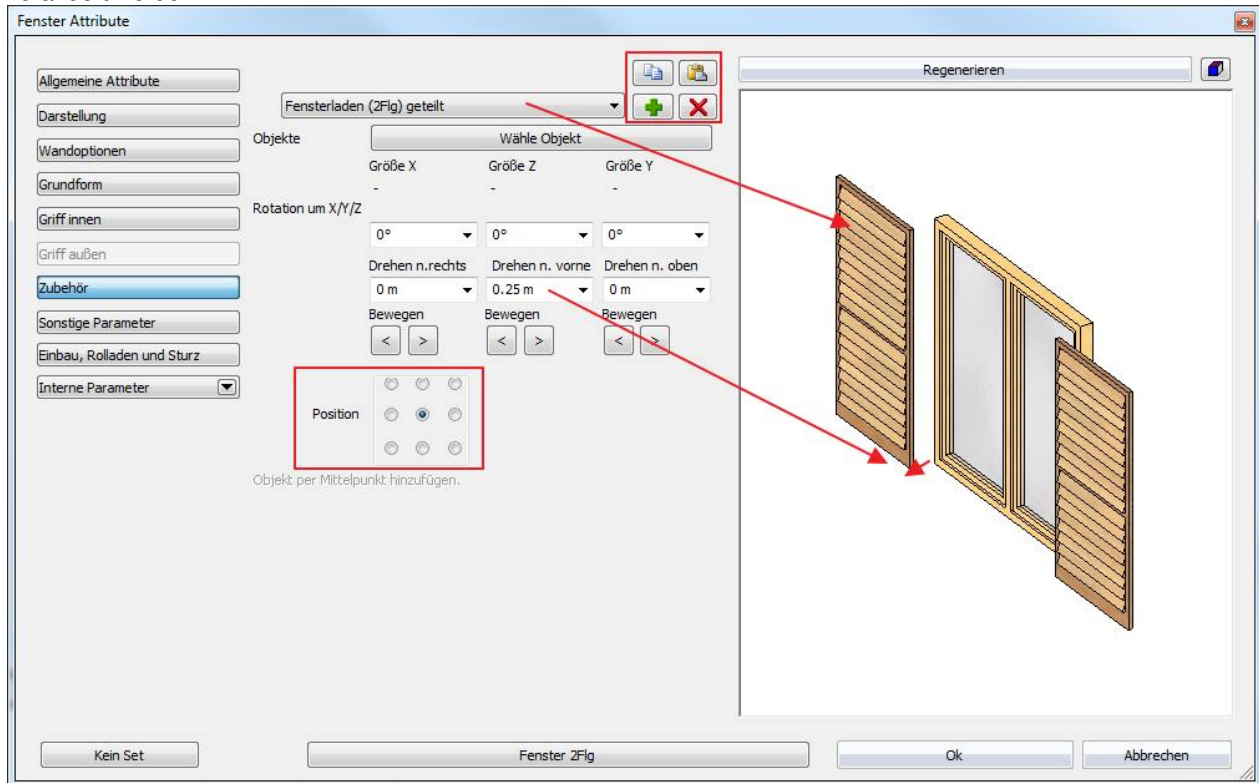 Fenster Attribute
Allgemeine Attribute
Darstellung
Wandoptionen
Grundform
Griff innen
Griff außen
Zubehör
Sonstige Parameter
Einbau, Rolladen und Sturz
Interne Parameter
Fensterladen (2Flg) geteilt
Objekte
Wähle Objekt
Größe X Größe Z Größe Y
- - -
Rotation um X/Y/Z
0° 0° 0°
Drehen n.rechts Drehen n. vorne Drehen n. oben
0 m 0.25 m 0 m
Bewegen Bewegen Bewegen
< > < > < >
Position
Objekt per Mittelpunkt hinzufügen.
Regenerieren
Kein Set Fenster 2Flg Ok Abbrechen